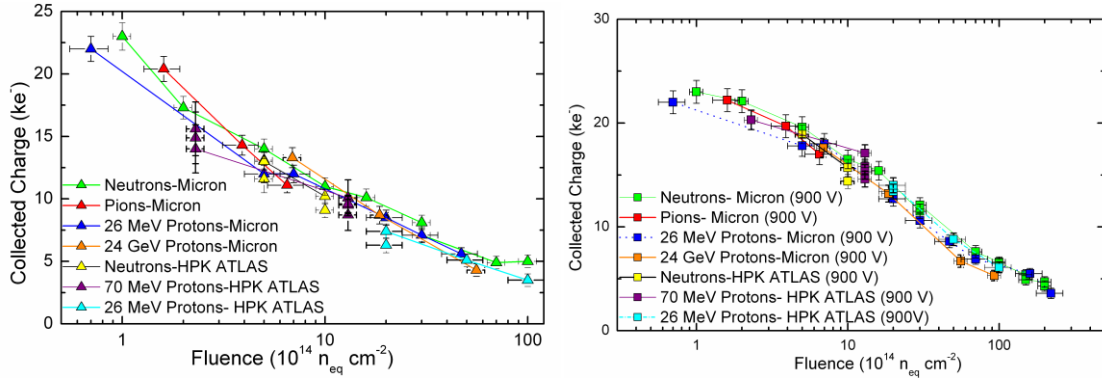 25
20
15
10
5
0
Collected Charge (ke⁻)
Neutrons-Micron
Pions-Micron
26 MeV Protons-Micron
24 GeV Protons-Micron
Neutrons-HPK ATLAS
70 MeV Protons-HPK ATLAS
26 MeV Protons- HPK ATLAS
1 10 100
Fluence (10¹⁴ n_eq cm⁻²)
30
20
10
0
Collected Charge (ke⁻)
Neutrons- Micron (900 V)
Pions- Micron (900 V)
26 MeV Protons- Micron (900 V)
24 GeV Protons-Micron (900 V)
Neutrons-HPK ATLAS (900 V)
70 MeV Protons- HPK ATLAS (900 V)
26 MeV Protons- HPK ATLAS (900V)
1 10 100
Fluence (10¹⁴ n_eq cm⁻²)